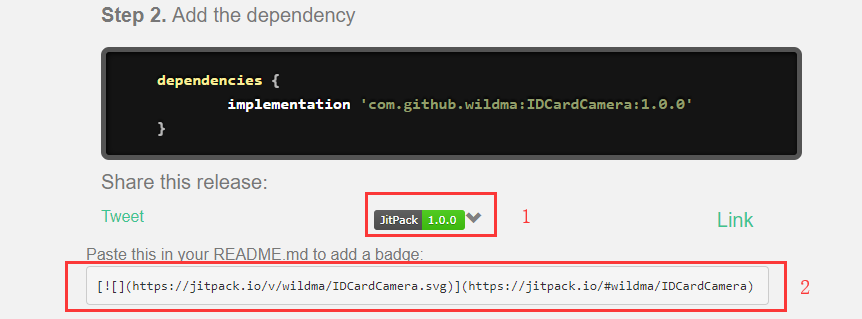 Step 2. Add the dependency
dependencies {
implementation 'com.github.wildma:IDCardCamera:1.0.0'
}
Share this release:
Tweet
JitPack 1.0.0
1
Link
Paste this in your README.md to add a badge:
[![](https://jitpack.io/v/wildma/IDCardCamera.svg)](https://jitpack.io/#wildma/IDCardCamera)
2